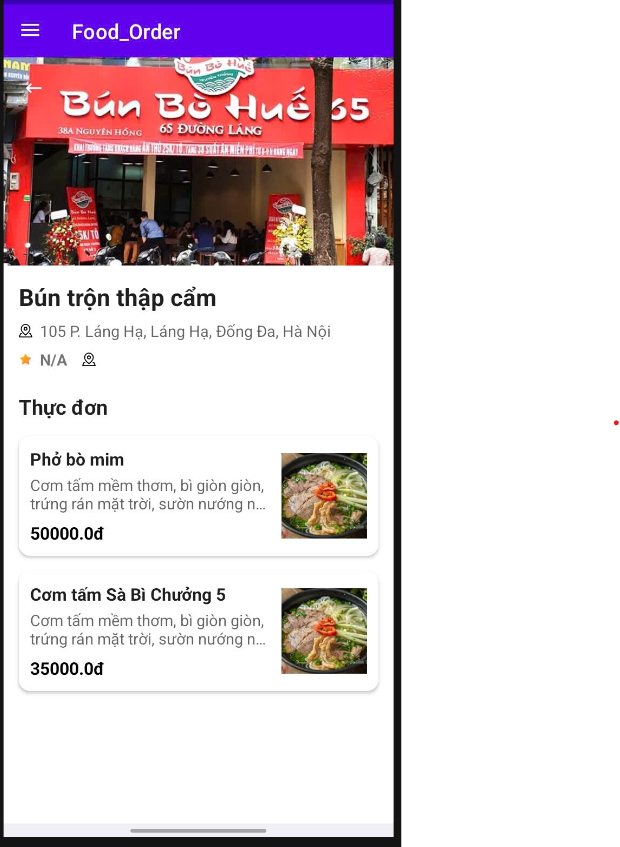 Food_Order
Bún Bò Huế 65
38A NGUYÊN HỒNG 65 ĐƯỜNG LÁNG
Bún Bò Huế
Bún trộn thập cẩm
105 P. Láng Hạ, Láng Hạ, Đống Đa, Hà Nội
N/A
Thực đơn
Phở bò mim
Cơm tấm mềm thơm, bì giòn giòn,
trứng rán mặt trời, sườn nướng n...
50000.0đ
Cơm tấm Sà Bì Chưởng 5
Cơm tấm mềm thơm, bì giòn giòn,
trứng rán mặt trời, sườn nướng n...
35000.0đ